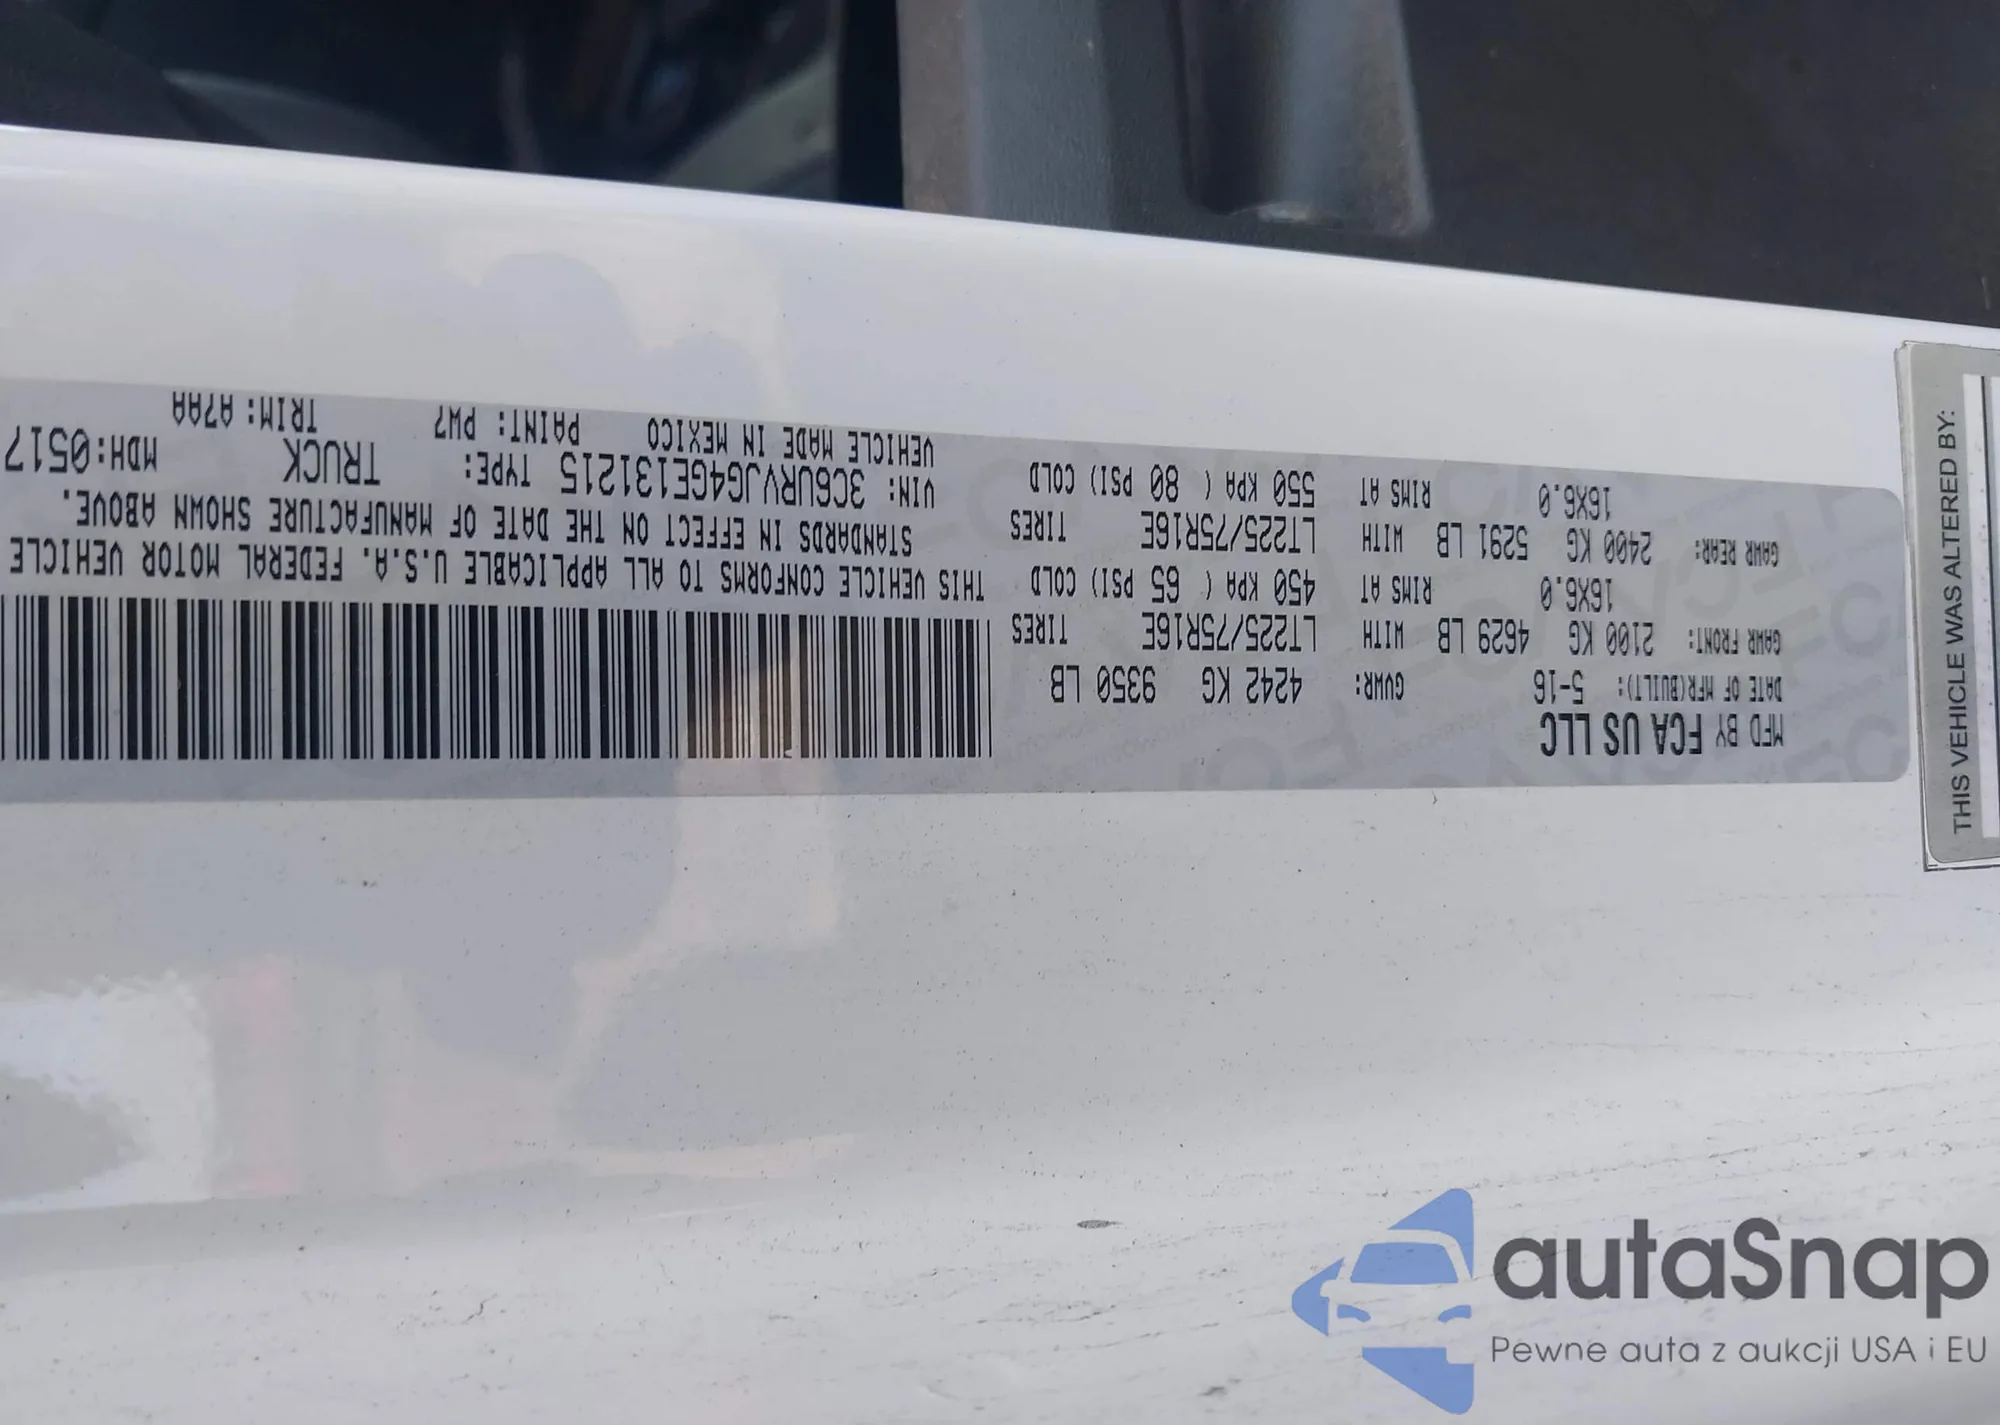 MFD BY FCA US LLC
DATE OF MFR(BUILT): 5-16 GVWR: 4242 KG 9350 LB
GAWR FRONT: 2100 KG 4629 LB WITH LT225/75R16E TIRES
16X6.0 RIMS AT 450 KPA ( 65 PSI) COLD
GAWR REAR: 2400 KG 5291 LB WITH LT225/75R16E TIRES
16X6.0 RIMS AT 550 KPA ( 80 PSI) COLD
THIS VEHICLE CONFORMS TO ALL APPLICABLE U.S.A. FEDERAL MOTOR VEHICLE
STANDARDS IN EFFECT ON THE DATE OF MANUFACTURE SHOWN ABOVE.
VIN: 3C6URVJG4GE131215 TYPE: TRUCK MDH:0517
VEHICLE MADE IN MEXICO PAINT: PW7 TRIM: A7AA
THIS VEHICLE WAS ALTERED BY:
autaSnap
Pewne auta z aukcji USA i EU